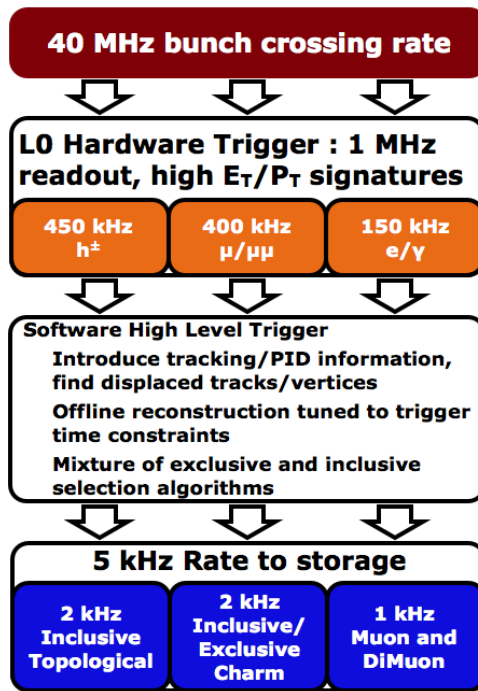 40 MHz bunch crossing rate
L0 Hardware Trigger : 1 MHz
readout, high E_T/P_T signatures
450 kHz
h±
400 kHz
μ/μμ
150 kHz
e/γ
Software High Level Trigger
Introduce tracking/PID information,
find displaced tracks/vertices
Offline reconstruction tuned to trigger
time constraints
Mixture of exclusive and inclusive
selection algorithms
5 kHz Rate to storage
2 kHz
Inclusive
Topological
2 kHz
Inclusive/
Exclusive
Charm
1 kHz
Muon and
DiMuon